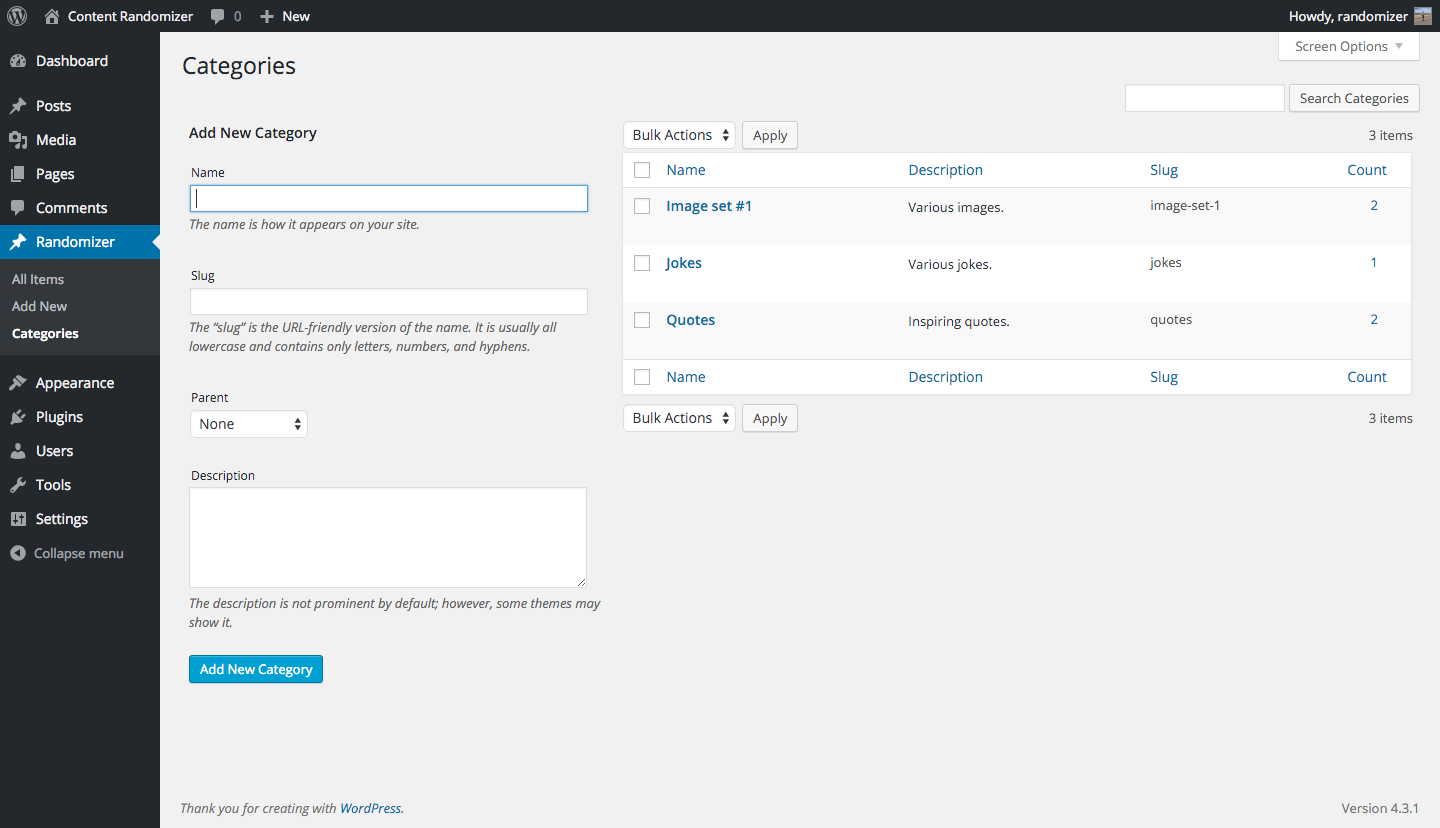 Content Randomizer 0 New Howdy, randomizer
Screen Options
Dashboard
Posts
Media
Pages
Comments
Randomizer
All Items
Add New
Categories
Appearance
Plugins
Users
Tools
Settings
Collapse menu
Categories
Search Categories
Add New Category
Name
The name is how it appears on your site.
Slug
The “slug” is the URL-friendly version of the name. It is usually all
lowercase and contains only letters, numbers, and hyphens.
Parent
None
Description
The description is not prominent by default; however, some themes may
show it.
Add New Category
Bulk Actions Apply 3 items
Name Description Slug Count
Image set #1 Various images. image-set-1 2
Jokes Various jokes. jokes 1
Quotes Inspiring quotes. quotes 2
Name Description Slug Count
Bulk Actions Apply 3 items
Thank you for creating with WordPress. Version 4.3.1